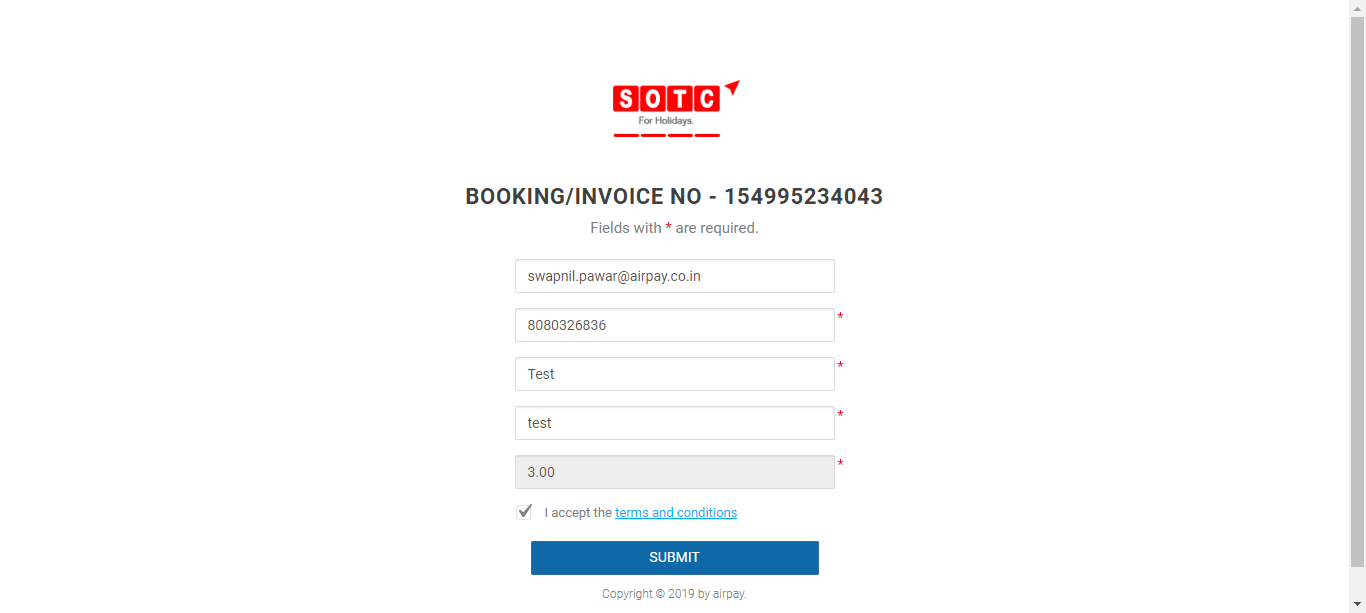 SOTC
For Holidays.
BOOKING/INVOICE NO - 154995234043
Fields with * are required.
swapnil.pawar@airpay.co.in
8080326836 *
Test *
test *
3.00 *
I accept the terms and conditions
SUBMIT
Copyright © 2019 by airpay.